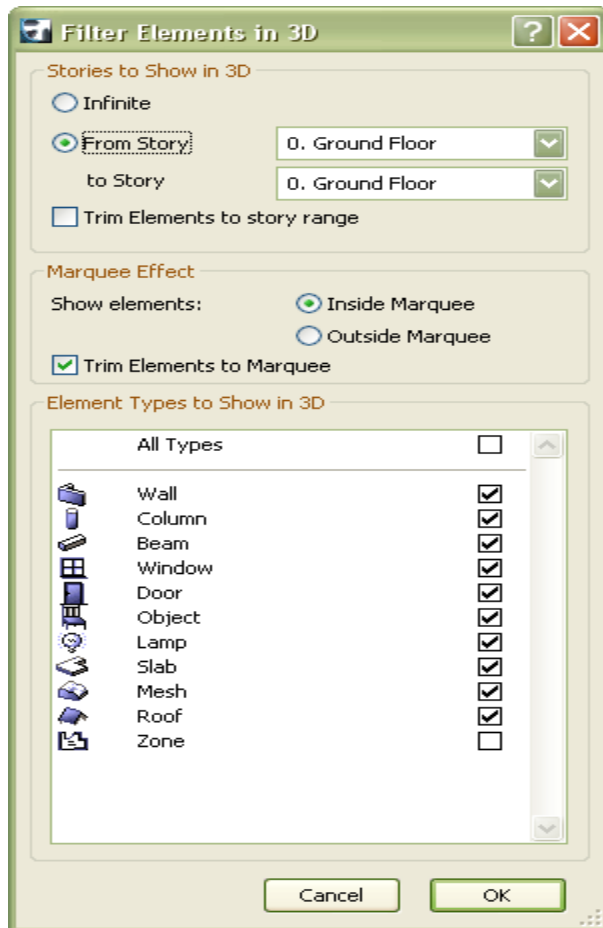 Filter Elements in 3D
Stories to Show in 3D
Infinite
From Story 0. Ground Floor
to Story 0. Ground Floor
Trim Elements to story range
Marquee Effect
Show elements: Inside Marquee
Outside Marquee
Trim Elements to Marquee
Element Types to Show in 3D
All Types
Wall
Column
Beam
Window
Door
Object
Lamp
Slab
Mesh
Roof
Zone
Cancel OK